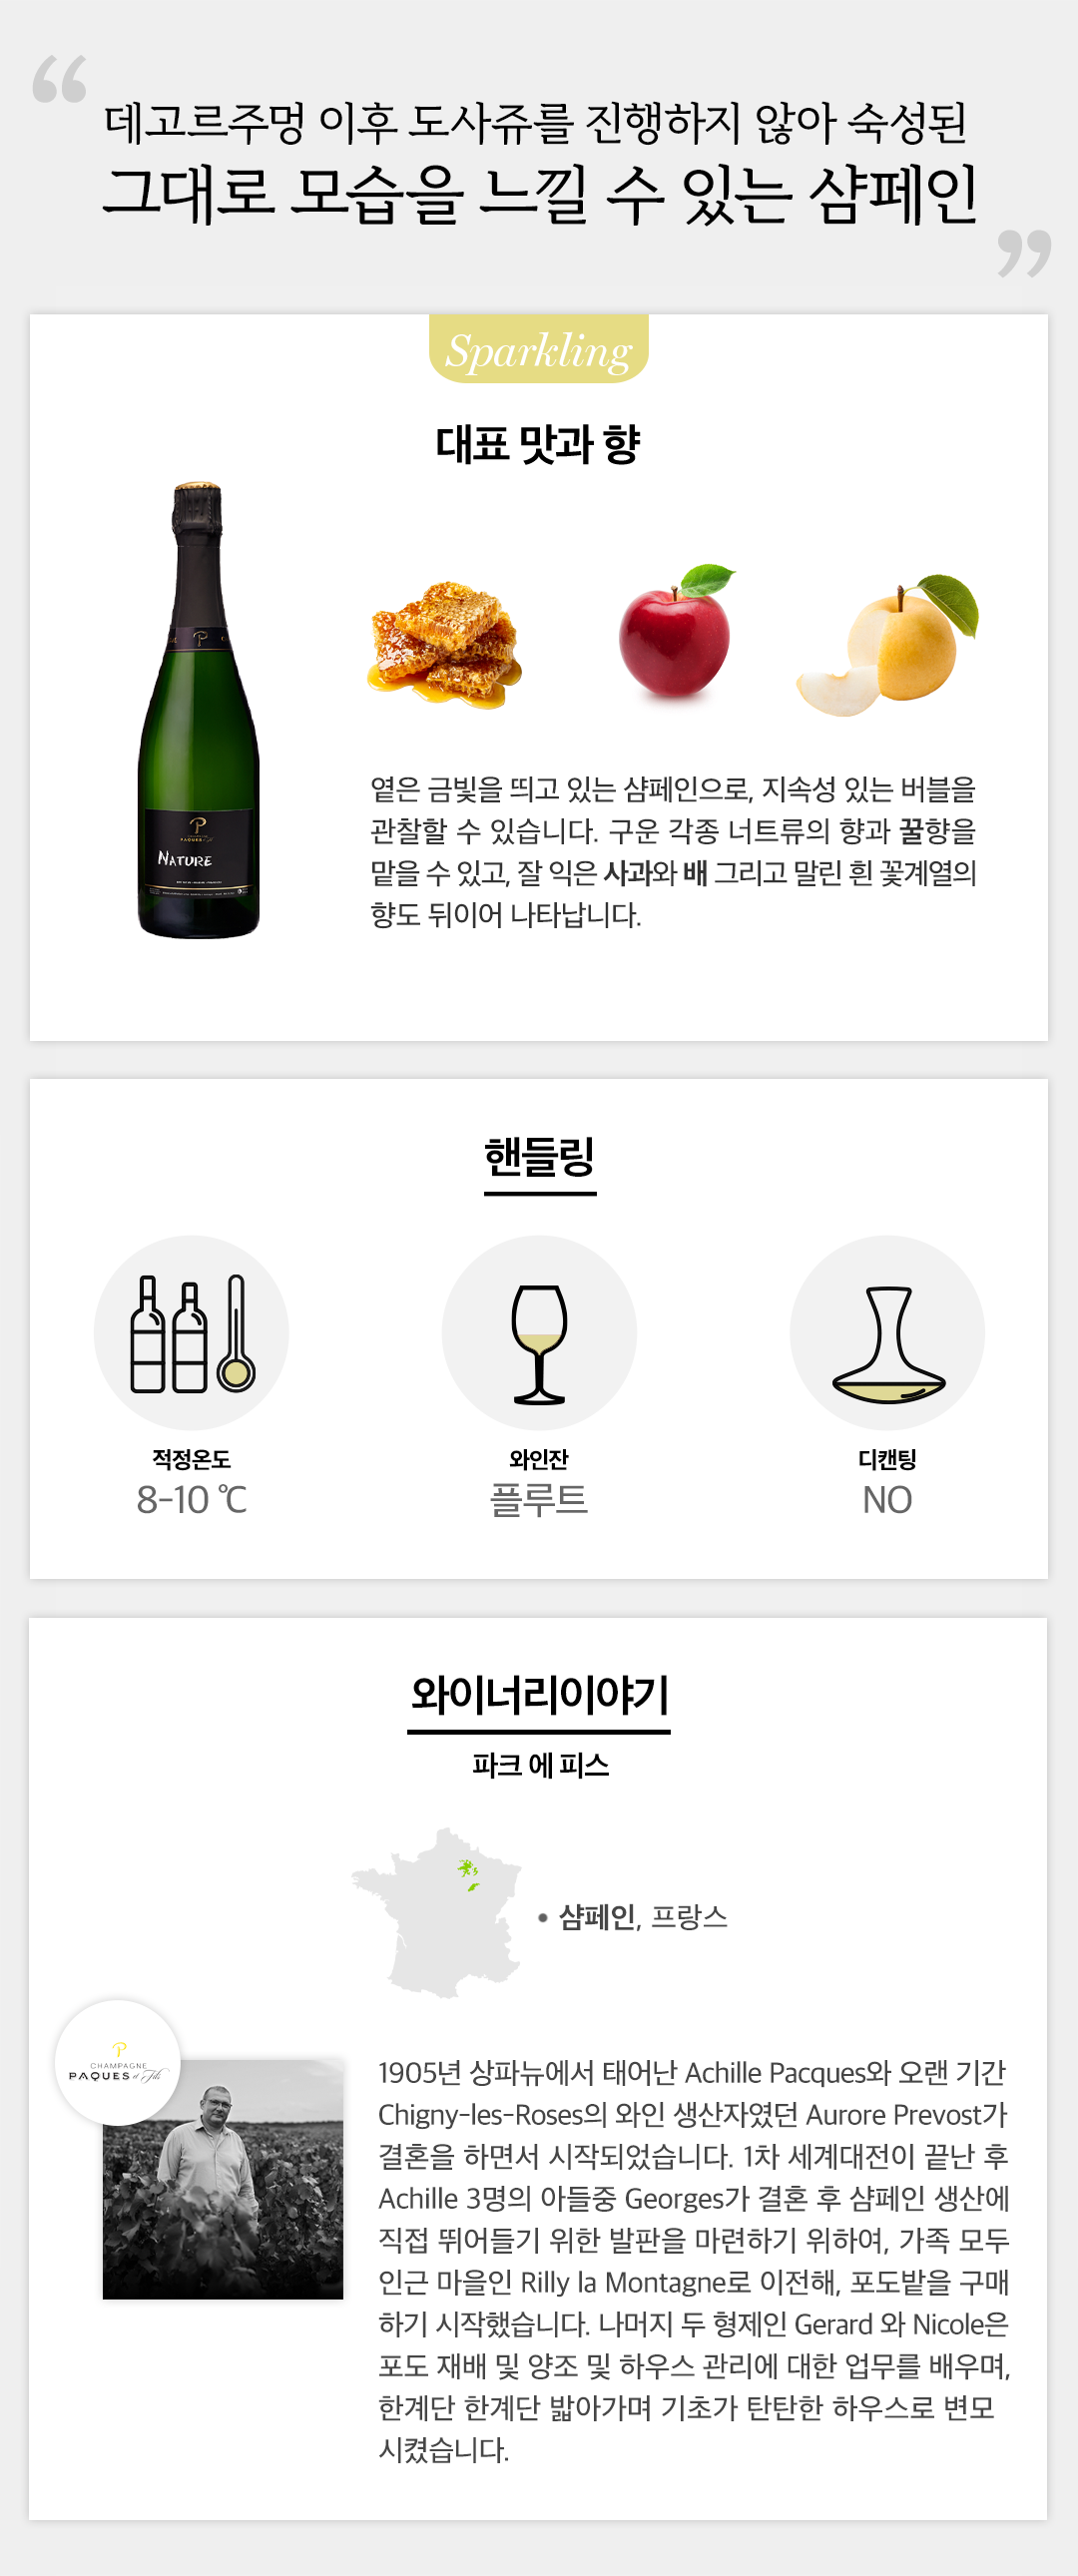 “
데고르주멍 이후 도사쥬를 진행하지 않아 숙성된
그대로 모습을 느낄 수 있는 샴페인
”
Sparkling
대표 맛과 향
P
P
CHAMPAGNE
PAQUES et Fils
NATURE
옅은 금빛을 띄고 있는 샴페인으로, 지속성 있는 버블을
관찰할 수 있습니다. 구운 각종 너트류의 향과 꿀향을
맡을 수 있고, 잘 익은 사과와 배 그리고 말린 흰 꽃계열의
향도 뒤이어 나타납니다.
핸들링
적정온도
8-10 ℃
와인잔
플루트
디캔팅
NO
와이너리이야기
파크 에 피스
• 샴페인, 프랑스
P
CHAMPAGNE
PAQUES et Fils
1905년 상파뉴에서 태어난 Achille Pacques와 오랜 기간
Chigny-les-Roses의 와인 생산자였던 Aurore Prevost가
결혼을 하면서 시작되었습니다. 1차 세계대전이 끝난 후
Achille 3명의 아들중 Georges가 결혼 후 샴페인 생산에
직접 뛰어들기 위한 발판을 마련하기 위하여, 가족 모두
인근 마을인 Rilly la Montagne로 이전해, 포도밭을 구매
하기 시작했습니다. 나머지 두 형제인 Gerard 와 Nicole은
포도 재배 및 양조 및 하우스 관리에 대한 업무를 배우며,
한계단 한계단 밟아가며 기초가 탄탄한 하우스로 변모
시켰습니다.